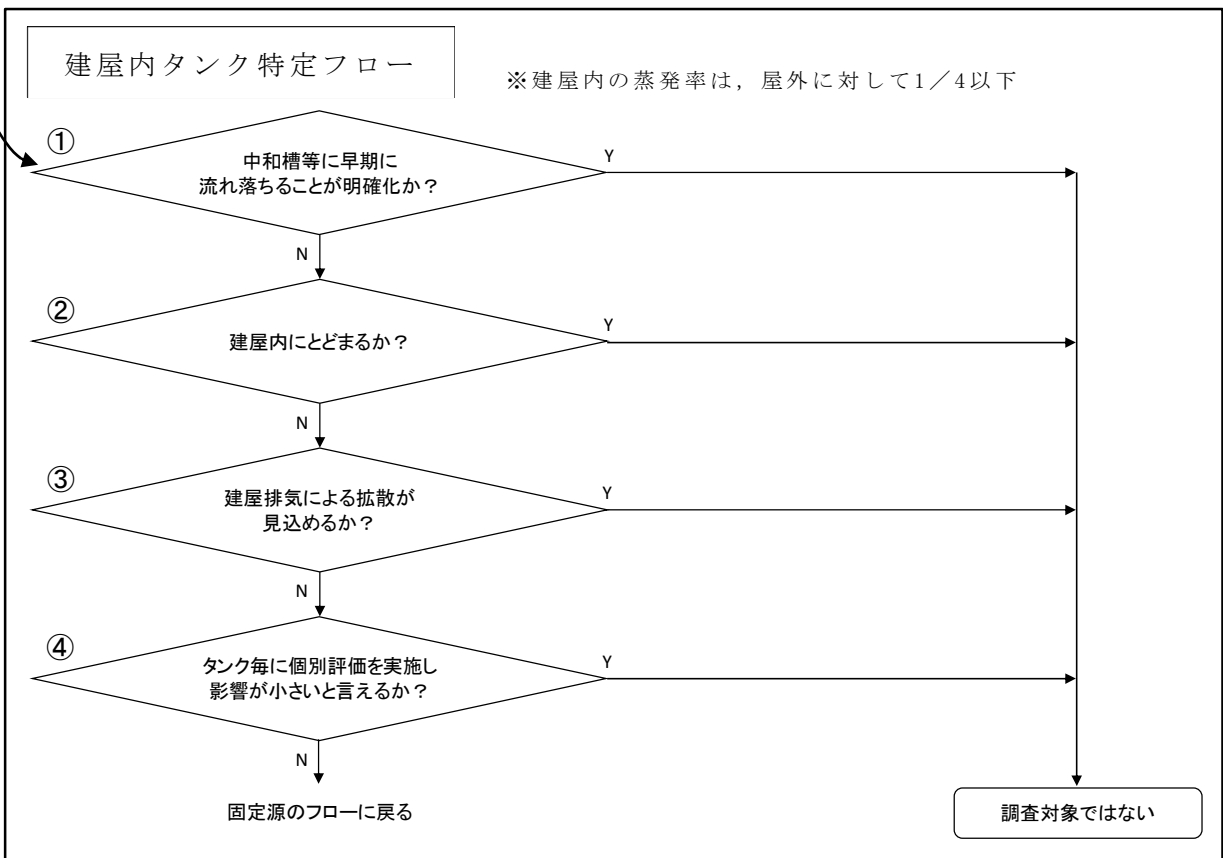 建屋内タンク特定フロー
※建屋内の蒸発率は，屋外に対して1／4以下
①
中和槽等に早期に
流れ落ちることが明確化か？
Y
N
②
建屋内にとどまるか？
Y
N
③
建屋排気による拡散が
見込めるか？
Y
N
④
タンク毎に個別評価を実施し
影響が小さいと言えるか？
Y
N
固定源のフローに戻る
調査対象ではない